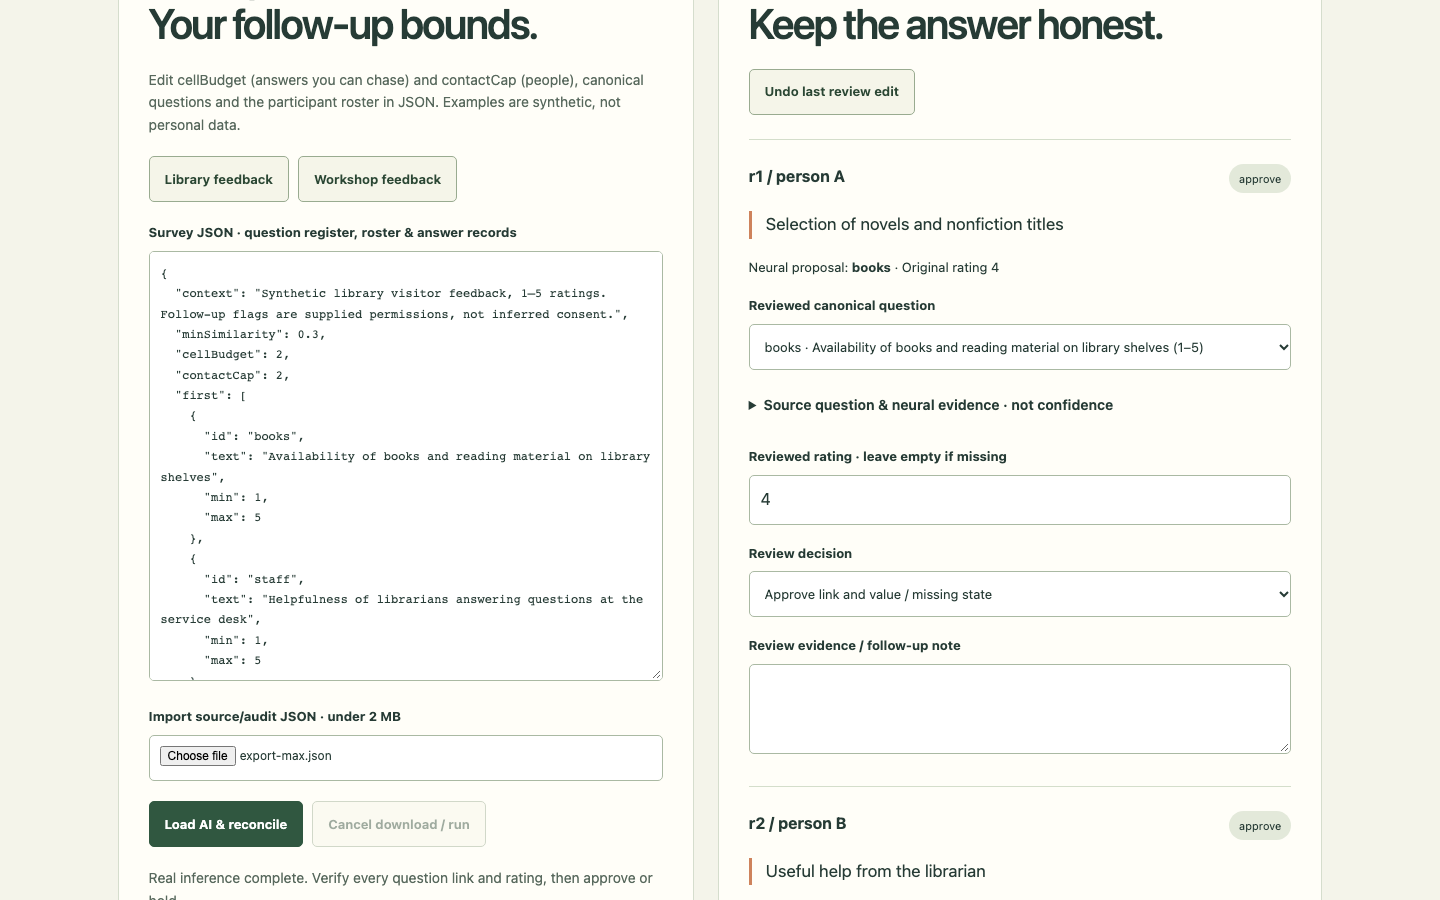 Your follow-up bounds.
Edit cellBudget (answers you can chase) and contactCap (people), canonical
questions and the participant roster in JSON. Examples are synthetic, not
personal data.
Library feedback
Workshop feedback
Survey JSON · question register, roster & answer records
{
"context": "Synthetic library visitor feedback, 1–5 ratings.
Follow-up flags are supplied permissions, not inferred consent.",
"minSimilarity": 0.3,
"cellBudget": 2,
"contactCap": 2,
"first": [
{
"id": "books",
"text": "Availability of books and reading material on library
shelves",
"min": 1,
"max": 5
},
{
"id": "staff",
"text": "Helpfulness of librarians answering questions at the
service desk",
"min": 1,
"max": 5
Import source/audit JSON · under 2 MB
Choose file export-max.json
Load AI & reconcile
Cancel download / run
Real inference complete. Verify every question link and rating, then approve or
hold.
Keep the answer honest.
Undo last review edit
r1 / person A
approve
Selection of novels and nonfiction titles
Neural proposal: books · Original rating 4
Reviewed canonical question
books · Availability of books and reading material on library shelves (1–5)
Source question & neural evidence · not confidence
Reviewed rating · leave empty if missing
4
Review decision
Approve link and value / missing state
Review evidence / follow-up note
r2 / person B
approve
Useful help from the librarian